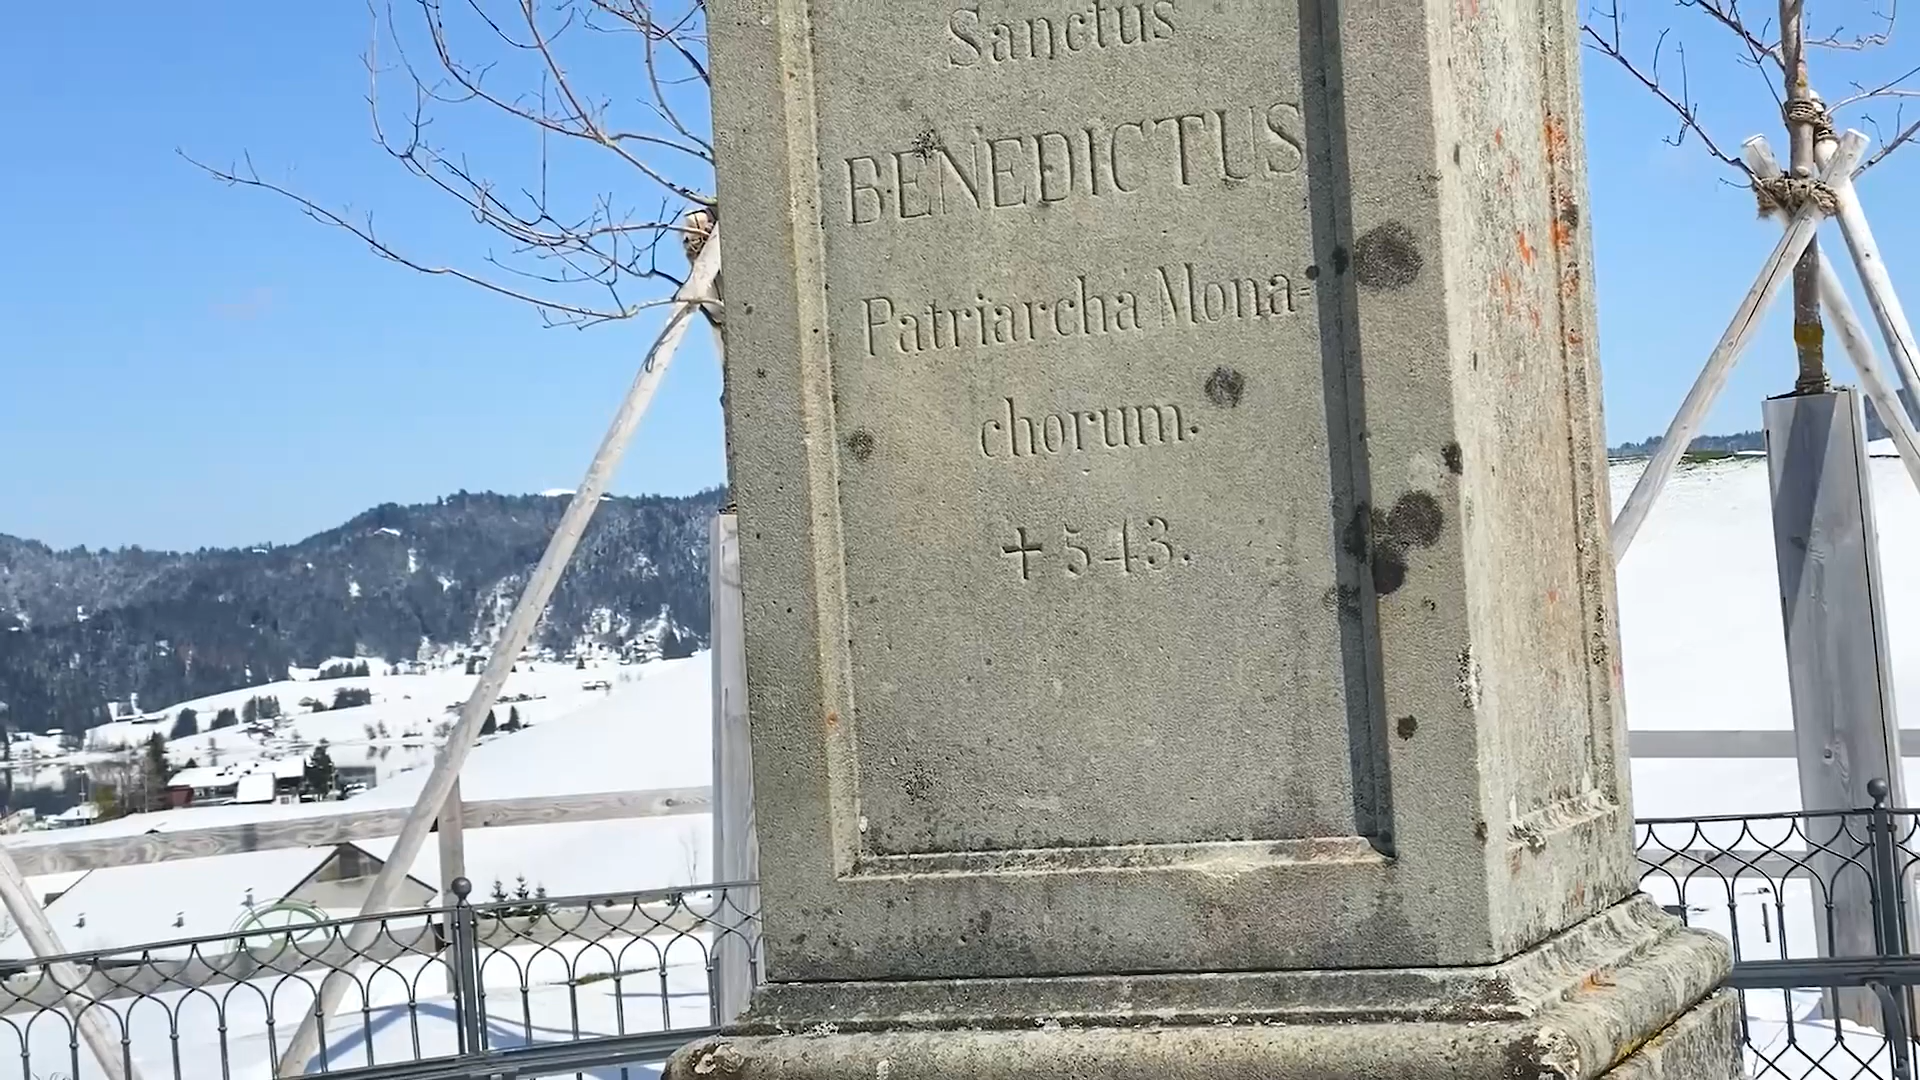 Sanctus
BENEDICTUS
Patriarcha Mona=
chorum.
✝ 543.